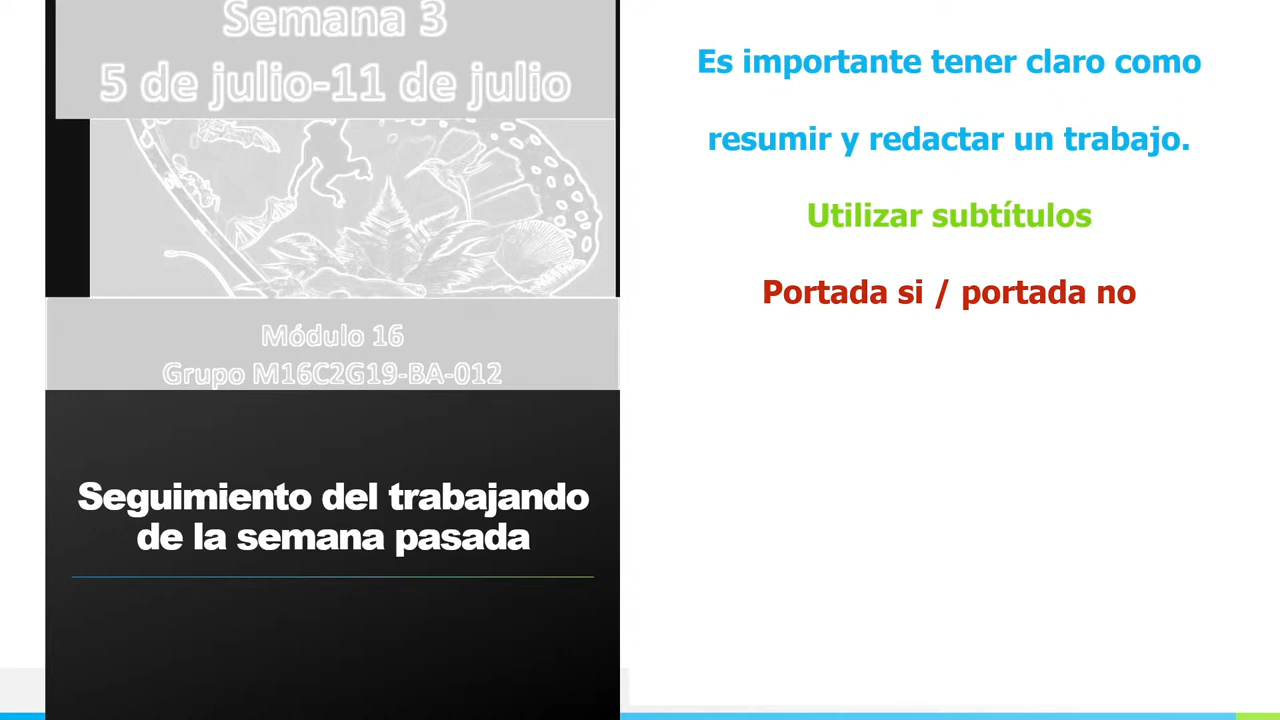 Semana 3
5 de julio-11 de julio
Módulo 16
Grupo M16C2G19-BA-012
Seguimiento del trabajando
de la semana pasada
Es importante tener claro como
resumir y redactar un trabajo.
Utilizar subtítulos
Portada si / portada no